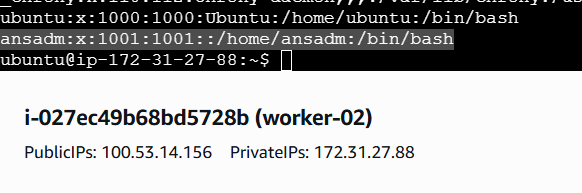 ubuntu:x:1000:1000:Ubuntu:/home/ubuntu:/bin/bash
ansadm:x:1001:1001::/home/ansadm:/bin/bash
ubuntu@ip-172-31-27-88:~$
i-027ec49b68bd5728b (worker-02)
PublicIPs: 100.53.14.156 PrivateIPs: 172.31.27.88